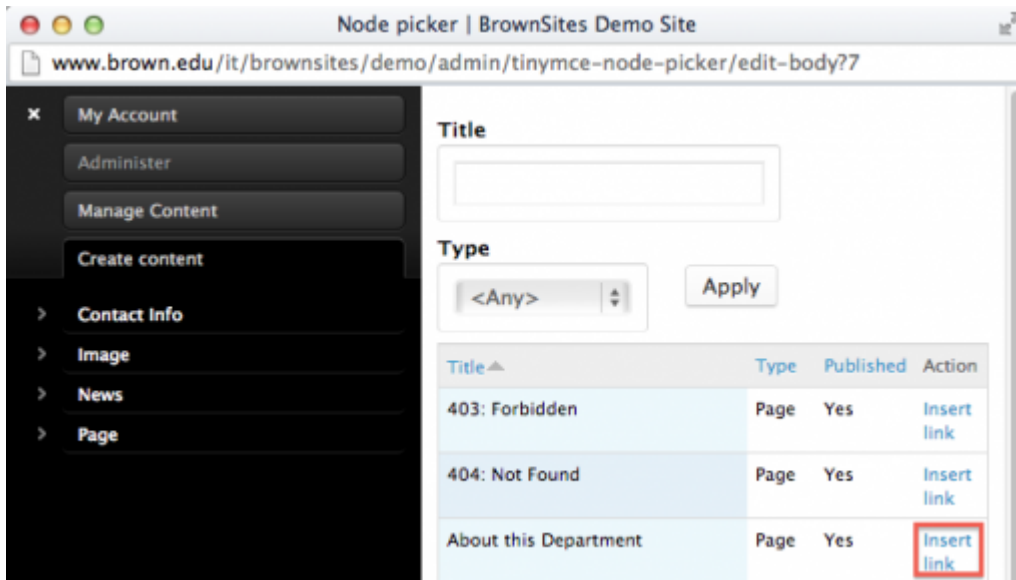 Node picker | BrownSites Demo Site
www.brown.edu/it/brownsites/demo/admin/tinymce-node-picker/edit-body?7
× My Account
Administer
Manage Content
Create content
> Contact Info
> Image
> News
> Page
Title
Type
<Any>
Apply
Title Type Published Action
403: Forbidden Page Yes Insert
link
404: Not Found Page Yes Insert
link
About this Department Page Yes Insert
link